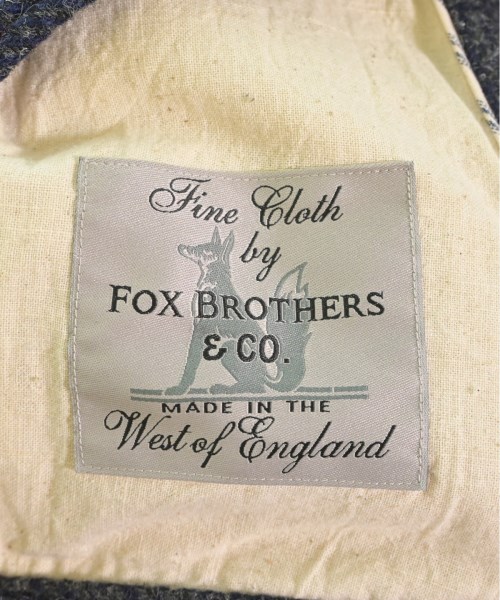 Fine Cloth
by
FOX BROTHERS
& CO.
MADE IN THE
West of England